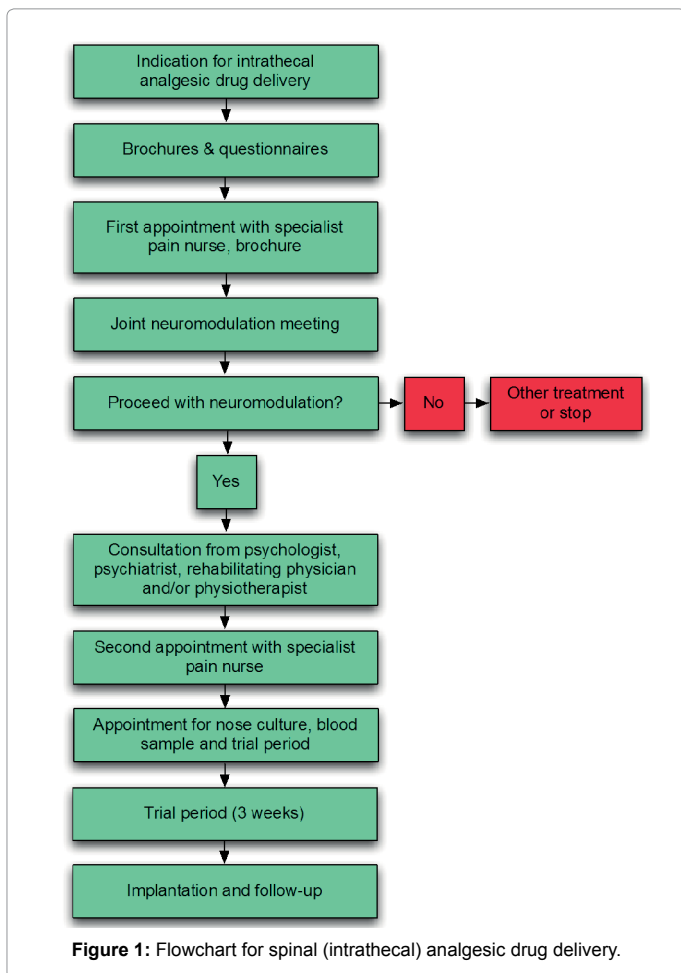 Indication for intrathecal
analgesic drug delivery
Brochures & questionnaires
First appointment with specialist
pain nurse, brochure
Joint neuromodulation meeting
Proceed with neuromodulation?
No
Other treatment
or stop
Yes
Consultation from psychologist,
psychiatrist, rehabilitating physician
and/or physiotherapist
Second appointment with specialist
pain nurse
Appointment for nose culture, blood
sample and trial period
Trial period (3 weeks)
Implantation and follow-up
Figure 1: Flowchart for spinal (intrathecal) analgesic drug delivery.